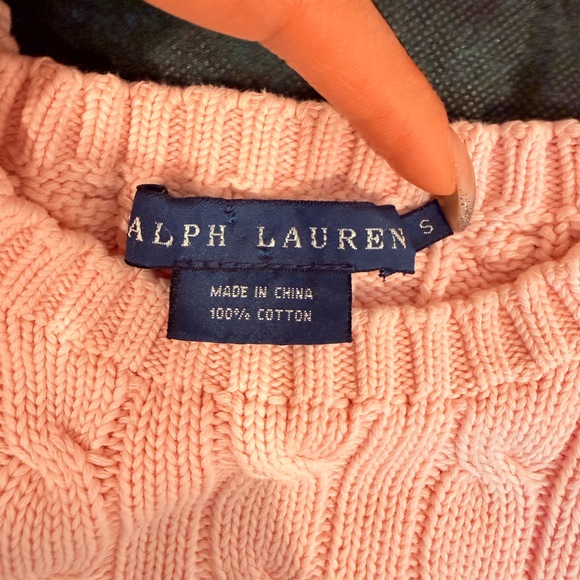 ALPH LAUREN
S
MADE IN CHINA
100% COTTON